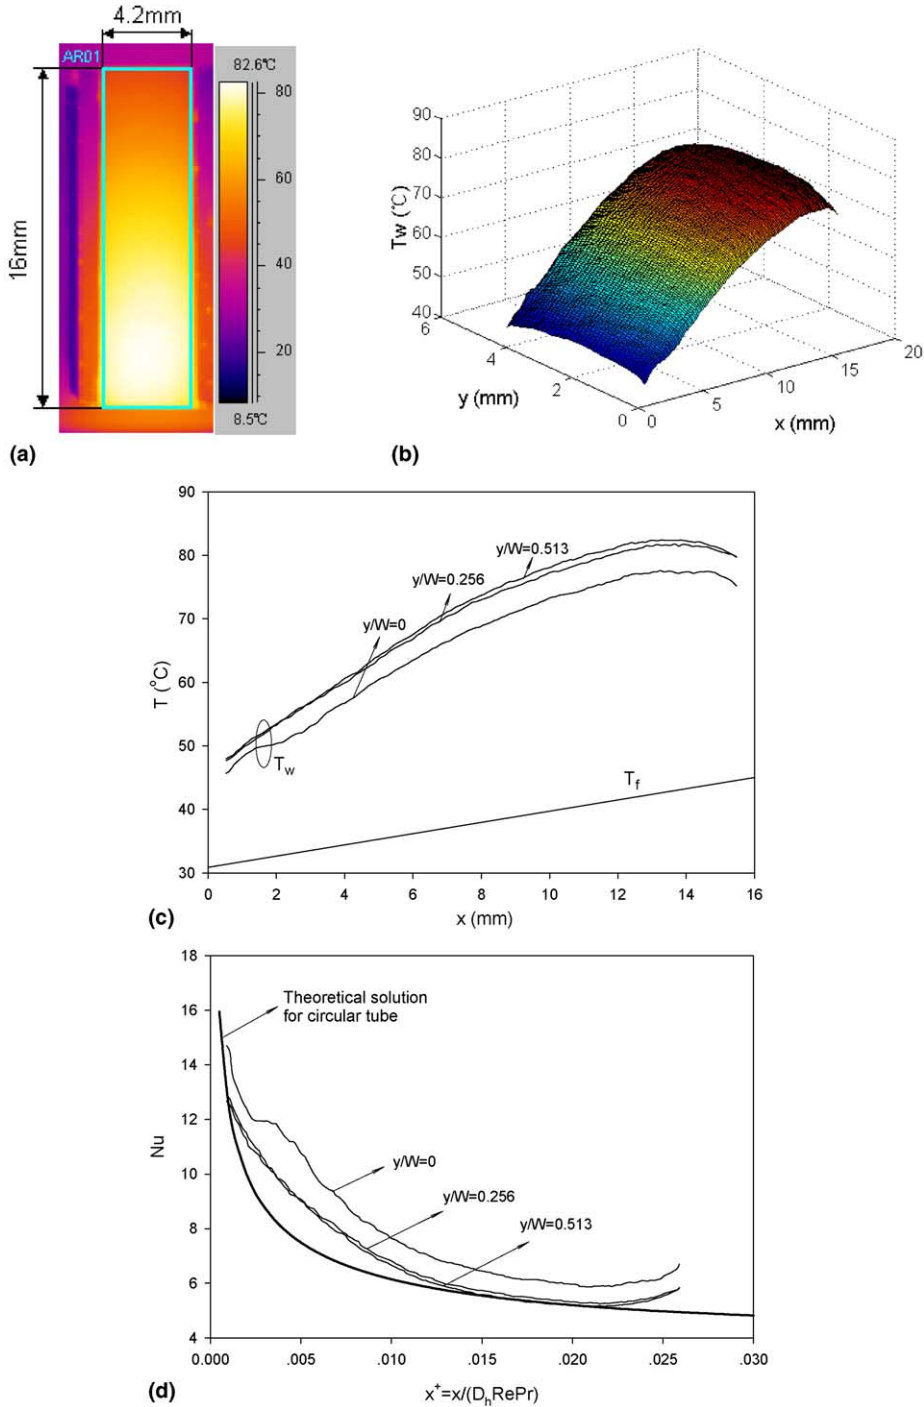 4.2mm
AR01
82.6℃
80
60
40
20
8.5℃
16mm
(a)
90
80
70
60
50
40
Tw (℃)
6
4
2
0
y (mm)
0
5
10
15
20
x (mm)
(b)
90
80
70
60
50
40
30
T (°C)
y/W=0.513
y/W=0.256
y/W=0
Tw
Tf
0 2 4 6 8 10 12 14 16
x (mm)
(c)
18
16
14
12
10
8
6
4
Nu
Theoretical solution
for circular tube
y/W=0
y/W=0.256
y/W=0.513
0.000 .005 .010 .015 .020 .025 .030
x⁺=x/(DhRePr)
(d)